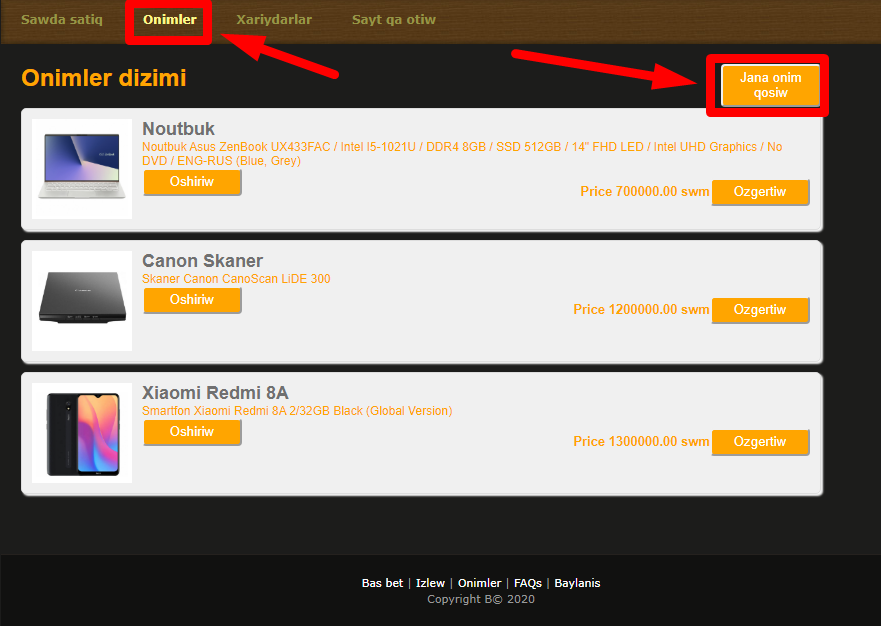 Sawda satiq Onimler Xariydarlar Sayt qa otiw
Onimler dizimi
Jana onim
qosiw
Noutbuk
Noutbuk Asus ZenBook UX433FAC / Intel I5-1021U / DDR4 8GB / SSD 512GB / 14" FHD LED / Intel UHD Graphics / No
DVD / ENG-RUS (Blue, Grey)
Oshiriw
Price 700000.00 swm Ozgertiw
Canon Skaner
Skaner Canon CanoScan LiDE 300
Oshiriw
Price 1200000.00 swm Ozgertiw
Xiaomi Redmi 8A
Smartfon Xiaomi Redmi 8A 2/32GB Black (Global Version)
Oshiriw
Price 1300000.00 swm Ozgertiw
Bas bet | Izlew | Onimler | FAQs | Baylanis
Copyright B© 2020